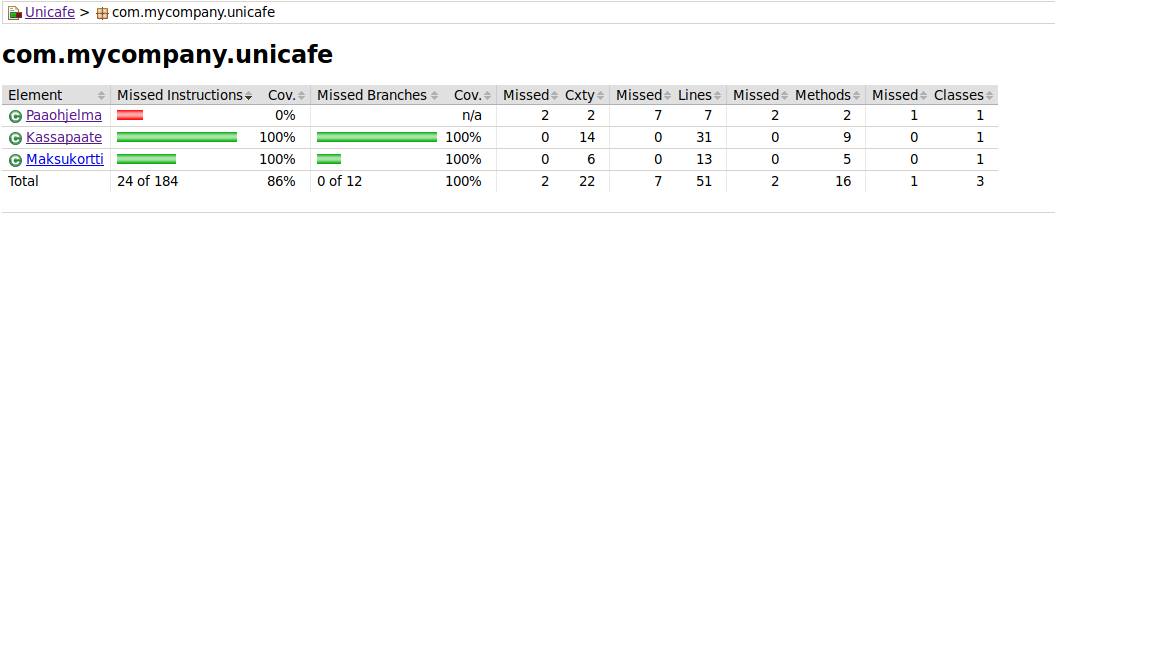 Unicafe > com.mycompany.unicafe
com.mycompany.unicafe
Element Missed Instructions Cov. Missed Branches Cov. Missed Cxty Missed Lines Missed Methods Missed Classes
Paaohjelma 0% n/a 2 2 7 7 2 2 1 1
Kassapaate 100% 100% 0 14 0 31 0 9 0 1
Maksukortti 100% 100% 0 6 0 13 0 5 0 1
Total 24 of 184 86% 0 of 12 100% 2 22 7 51 2 16 1 3